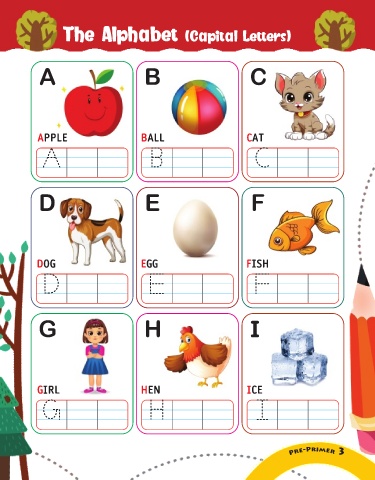 The Alphabet (Capital Letters)
A B C
APPLE BALL CAT
A B C
D E F
DOG EGG FISH
D E F
G H I
GIRL HEN ICE
G H I
PRE-PRIMER 3